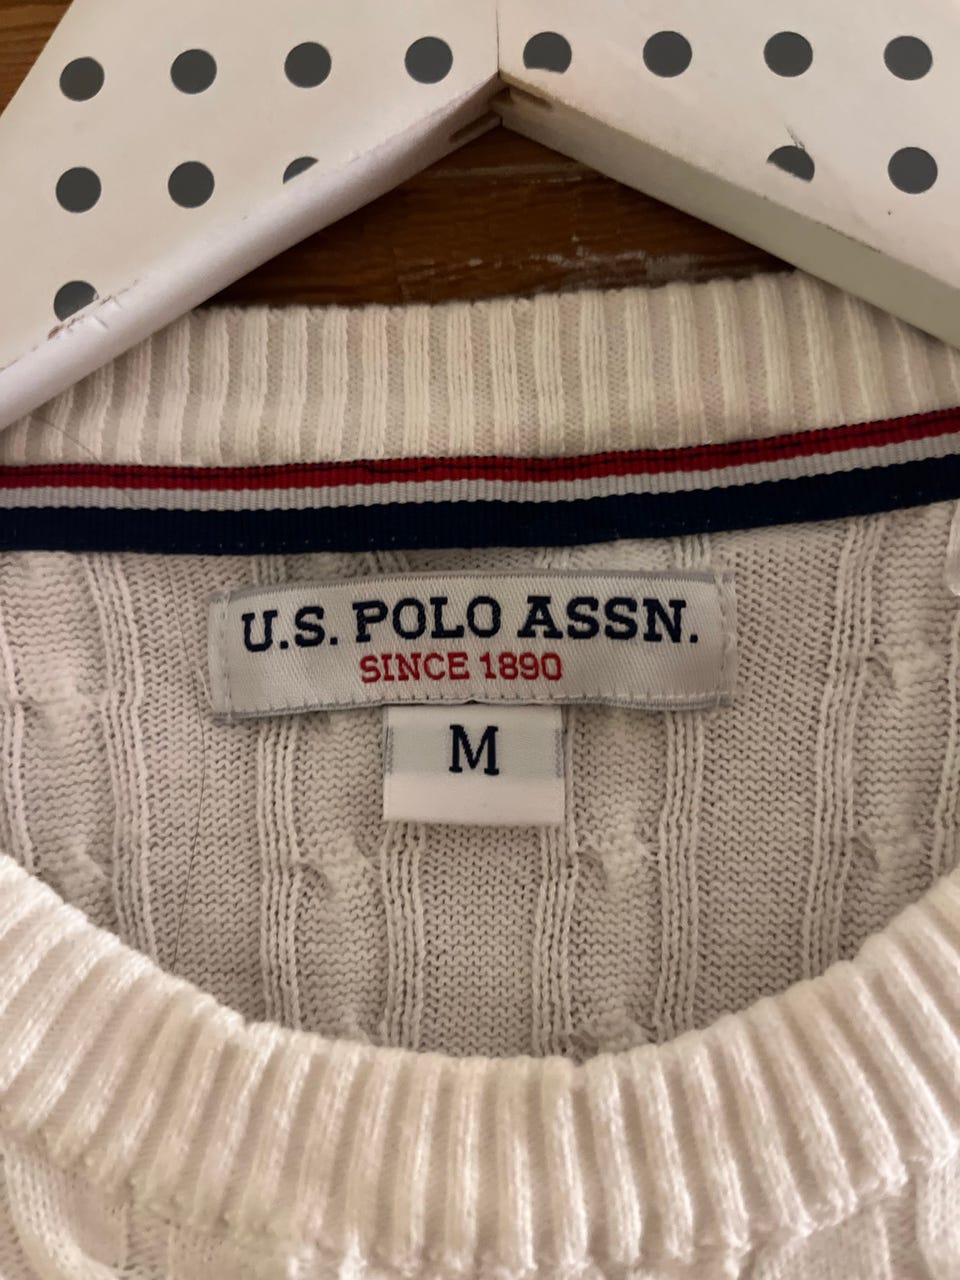 U.S. POLO ASSN.
SINCE 1890
M